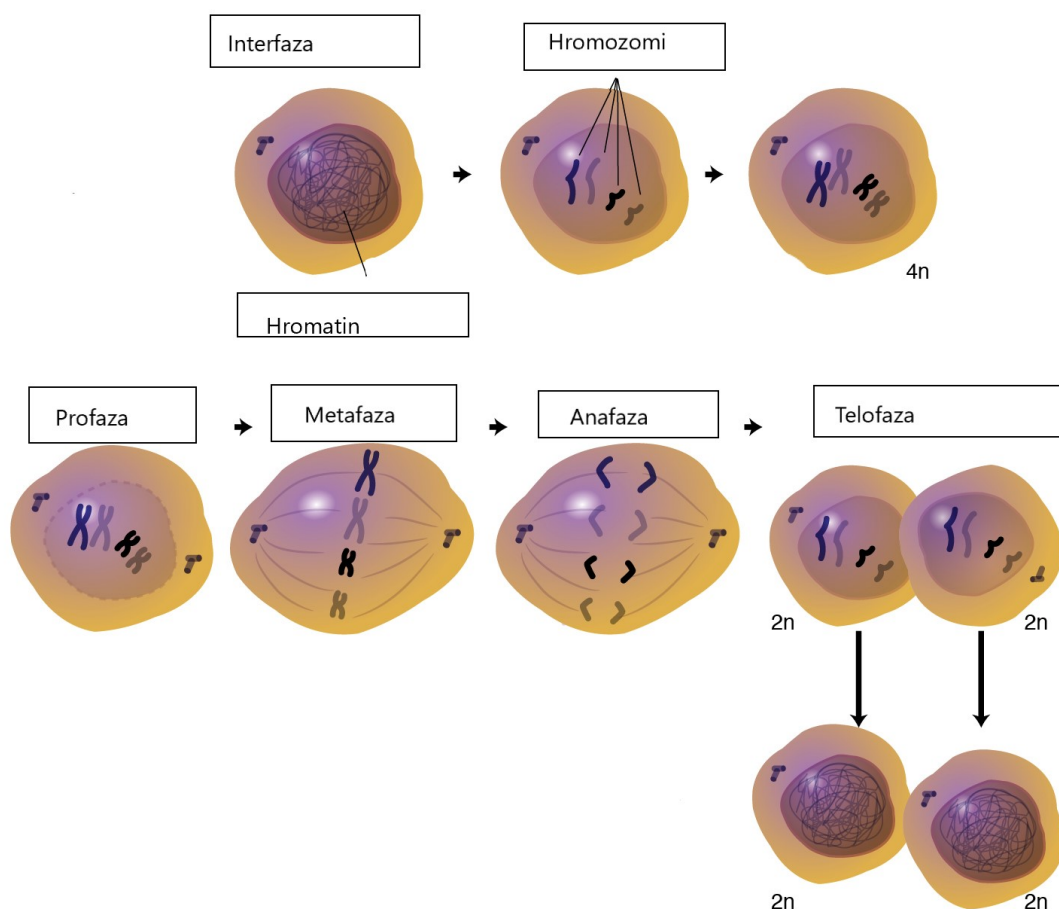 Interfaza
Hromozomi
4n
Hromatin
Profaza
Metafaza
Anafaza
Telofaza
2n
2n
2n
2n